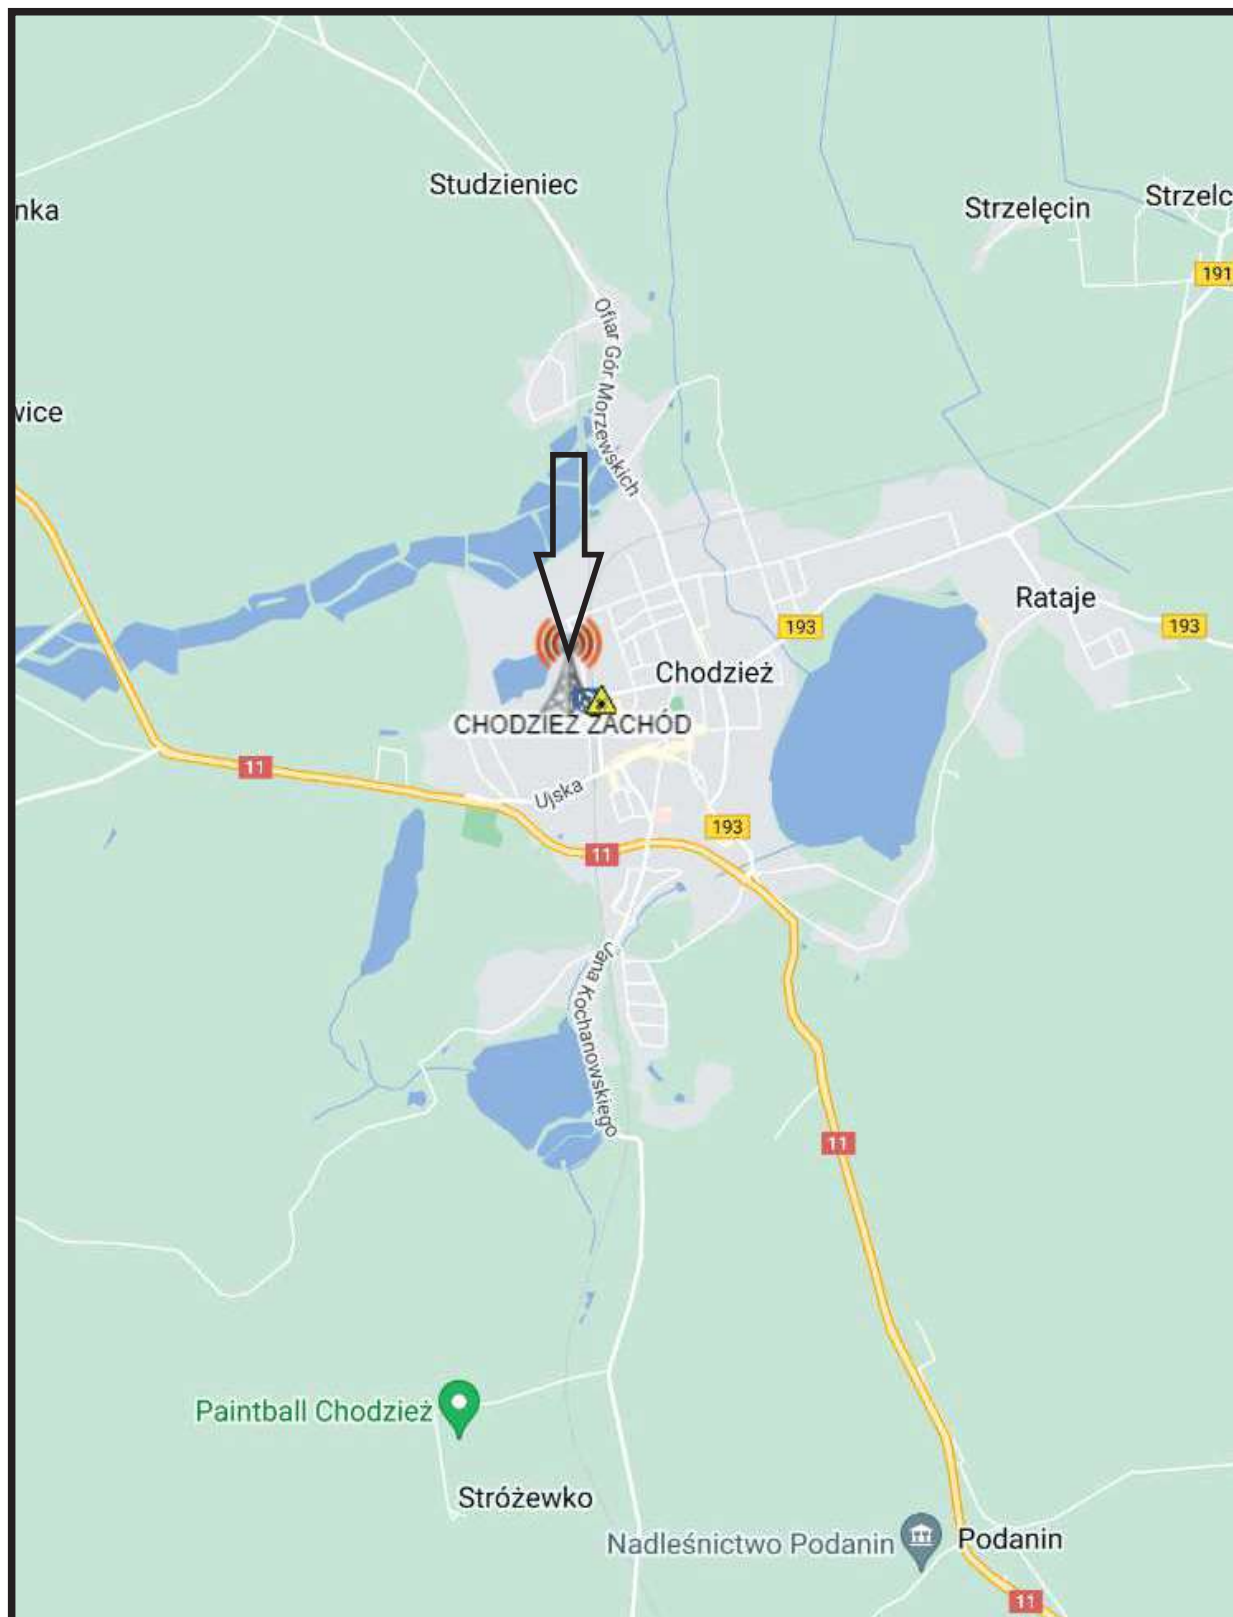 Studzieniec
nka
Strzelęcin
Strzelc
191
Ofiar Gór Morzewskich
wice
Rataje
193
193
Chodzież
CHODZIEŻ ZACHÓD
11
Ujska
193
11
Jana Kochanowskiego
11
Paintball Chodzież
Stróżewko
Nadleśnictwo Podanin
Podanin
11